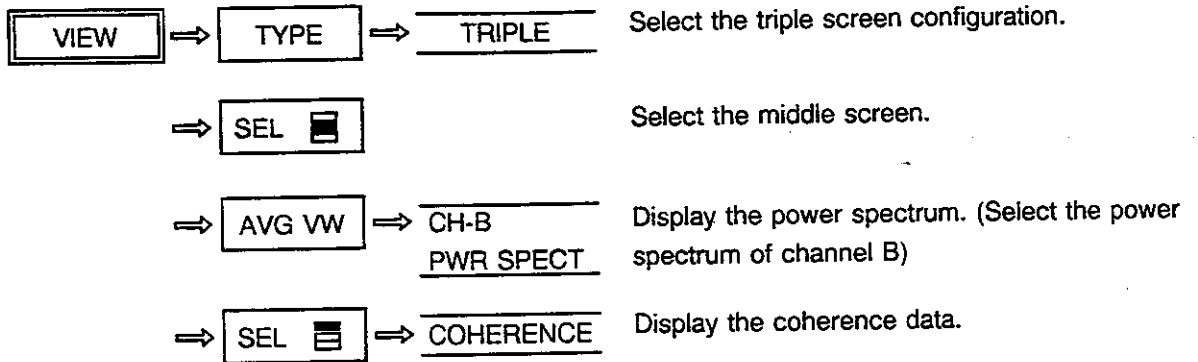 VIEW ⇒ TYPE ⇒ TRIPLE Select the triple screen configuration.
⇒ SEL Select the middle screen.
⇒ AVG VW ⇒ CH-B Display the power spectrum. (Select the power
PWR SPECT spectrum of channel B)
⇒ SEL ⇒ COHERENCE Display the coherence data.